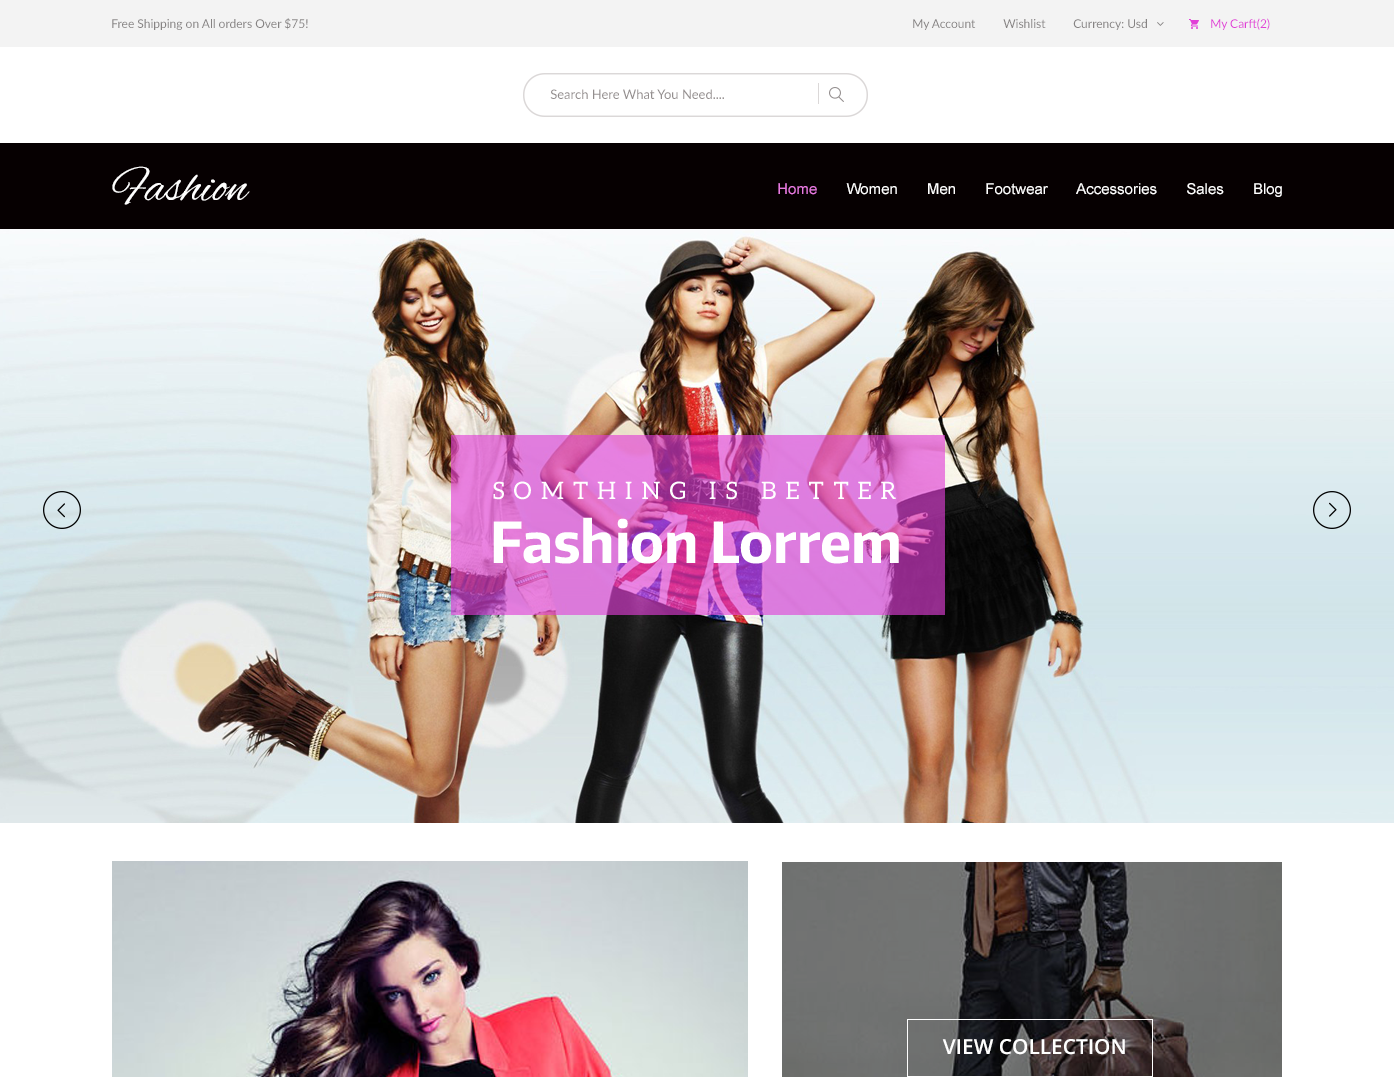 Free Shipping on All orders Over $75!
My Account Wishlist Currency: Usd My Carft(2)
Search Here What You Need....
Fashion Home Women Men Footwear Accessories Sales Blog
SOMTHING IS BETTER
Fashion Lorrem
VIEW COLLECTION